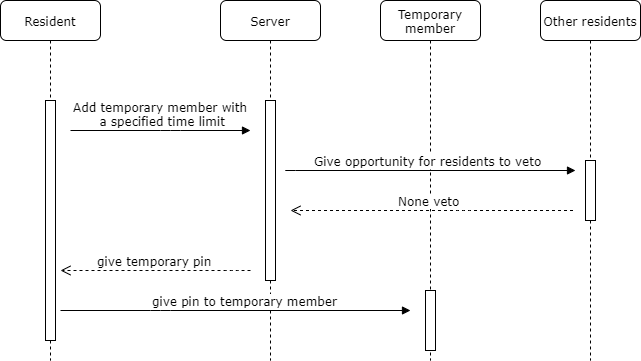 Resident
Server
Temporary
member
Other residents
Add temporary member with
a specified time limit
Give opportunity for residents to veto
None veto
give temporary pin
give pin to temporary member